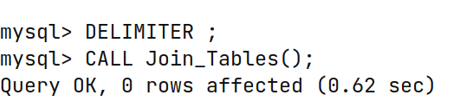 mysql> DELIMITER ;
mysql> CALL Join_Tables();
Query OK, 0 rows affected (0.62 sec)